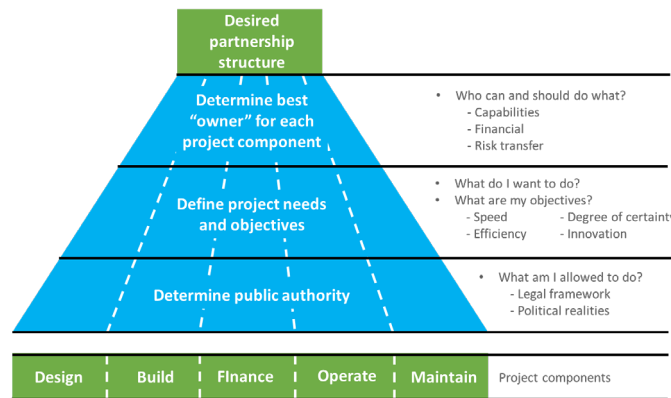 Desired
partnership
structure
Determine best
“owner” for each
project component
• Who can and should do what?
- Capabilities
- Financial
- Risk transfer
Define project needs
and objectives
• What do I want to do?
• What are my objectives?
- Speed - Degree of certainty
- Efficiency - Innovation
Determine public authority
• What am I allowed to do?
- Legal framework
- Political realities
Design Build FInance Operate Maintain Project components